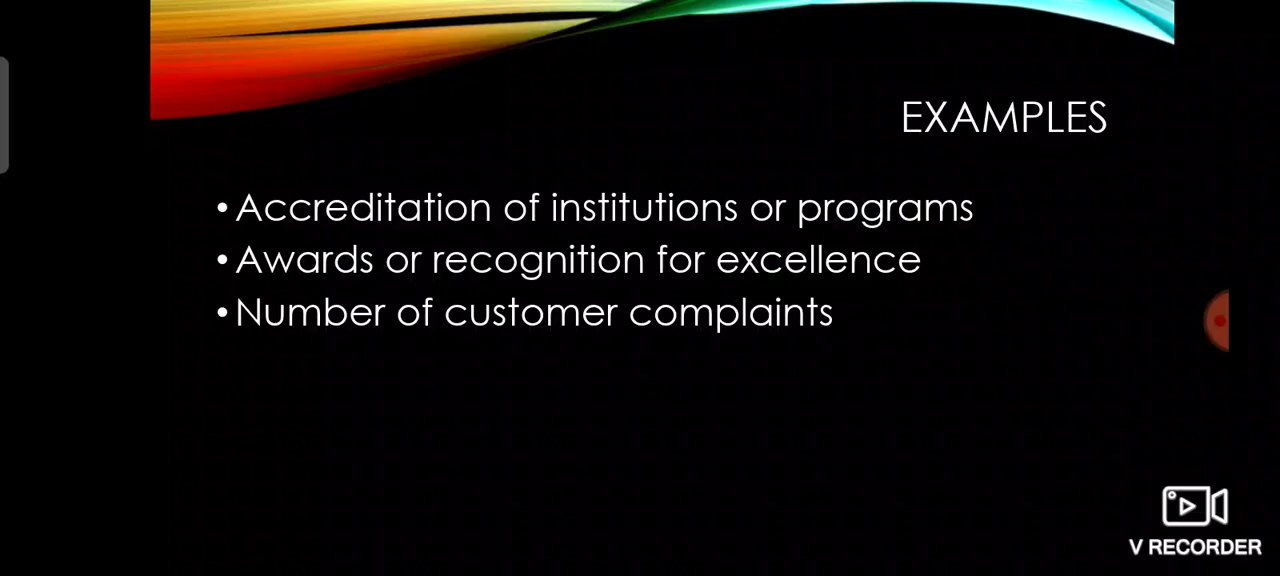 EXAMPLES
• Accreditation of institutions or programs
• Awards or recognition for excellence
• Number of customer complaints
V RECORDER